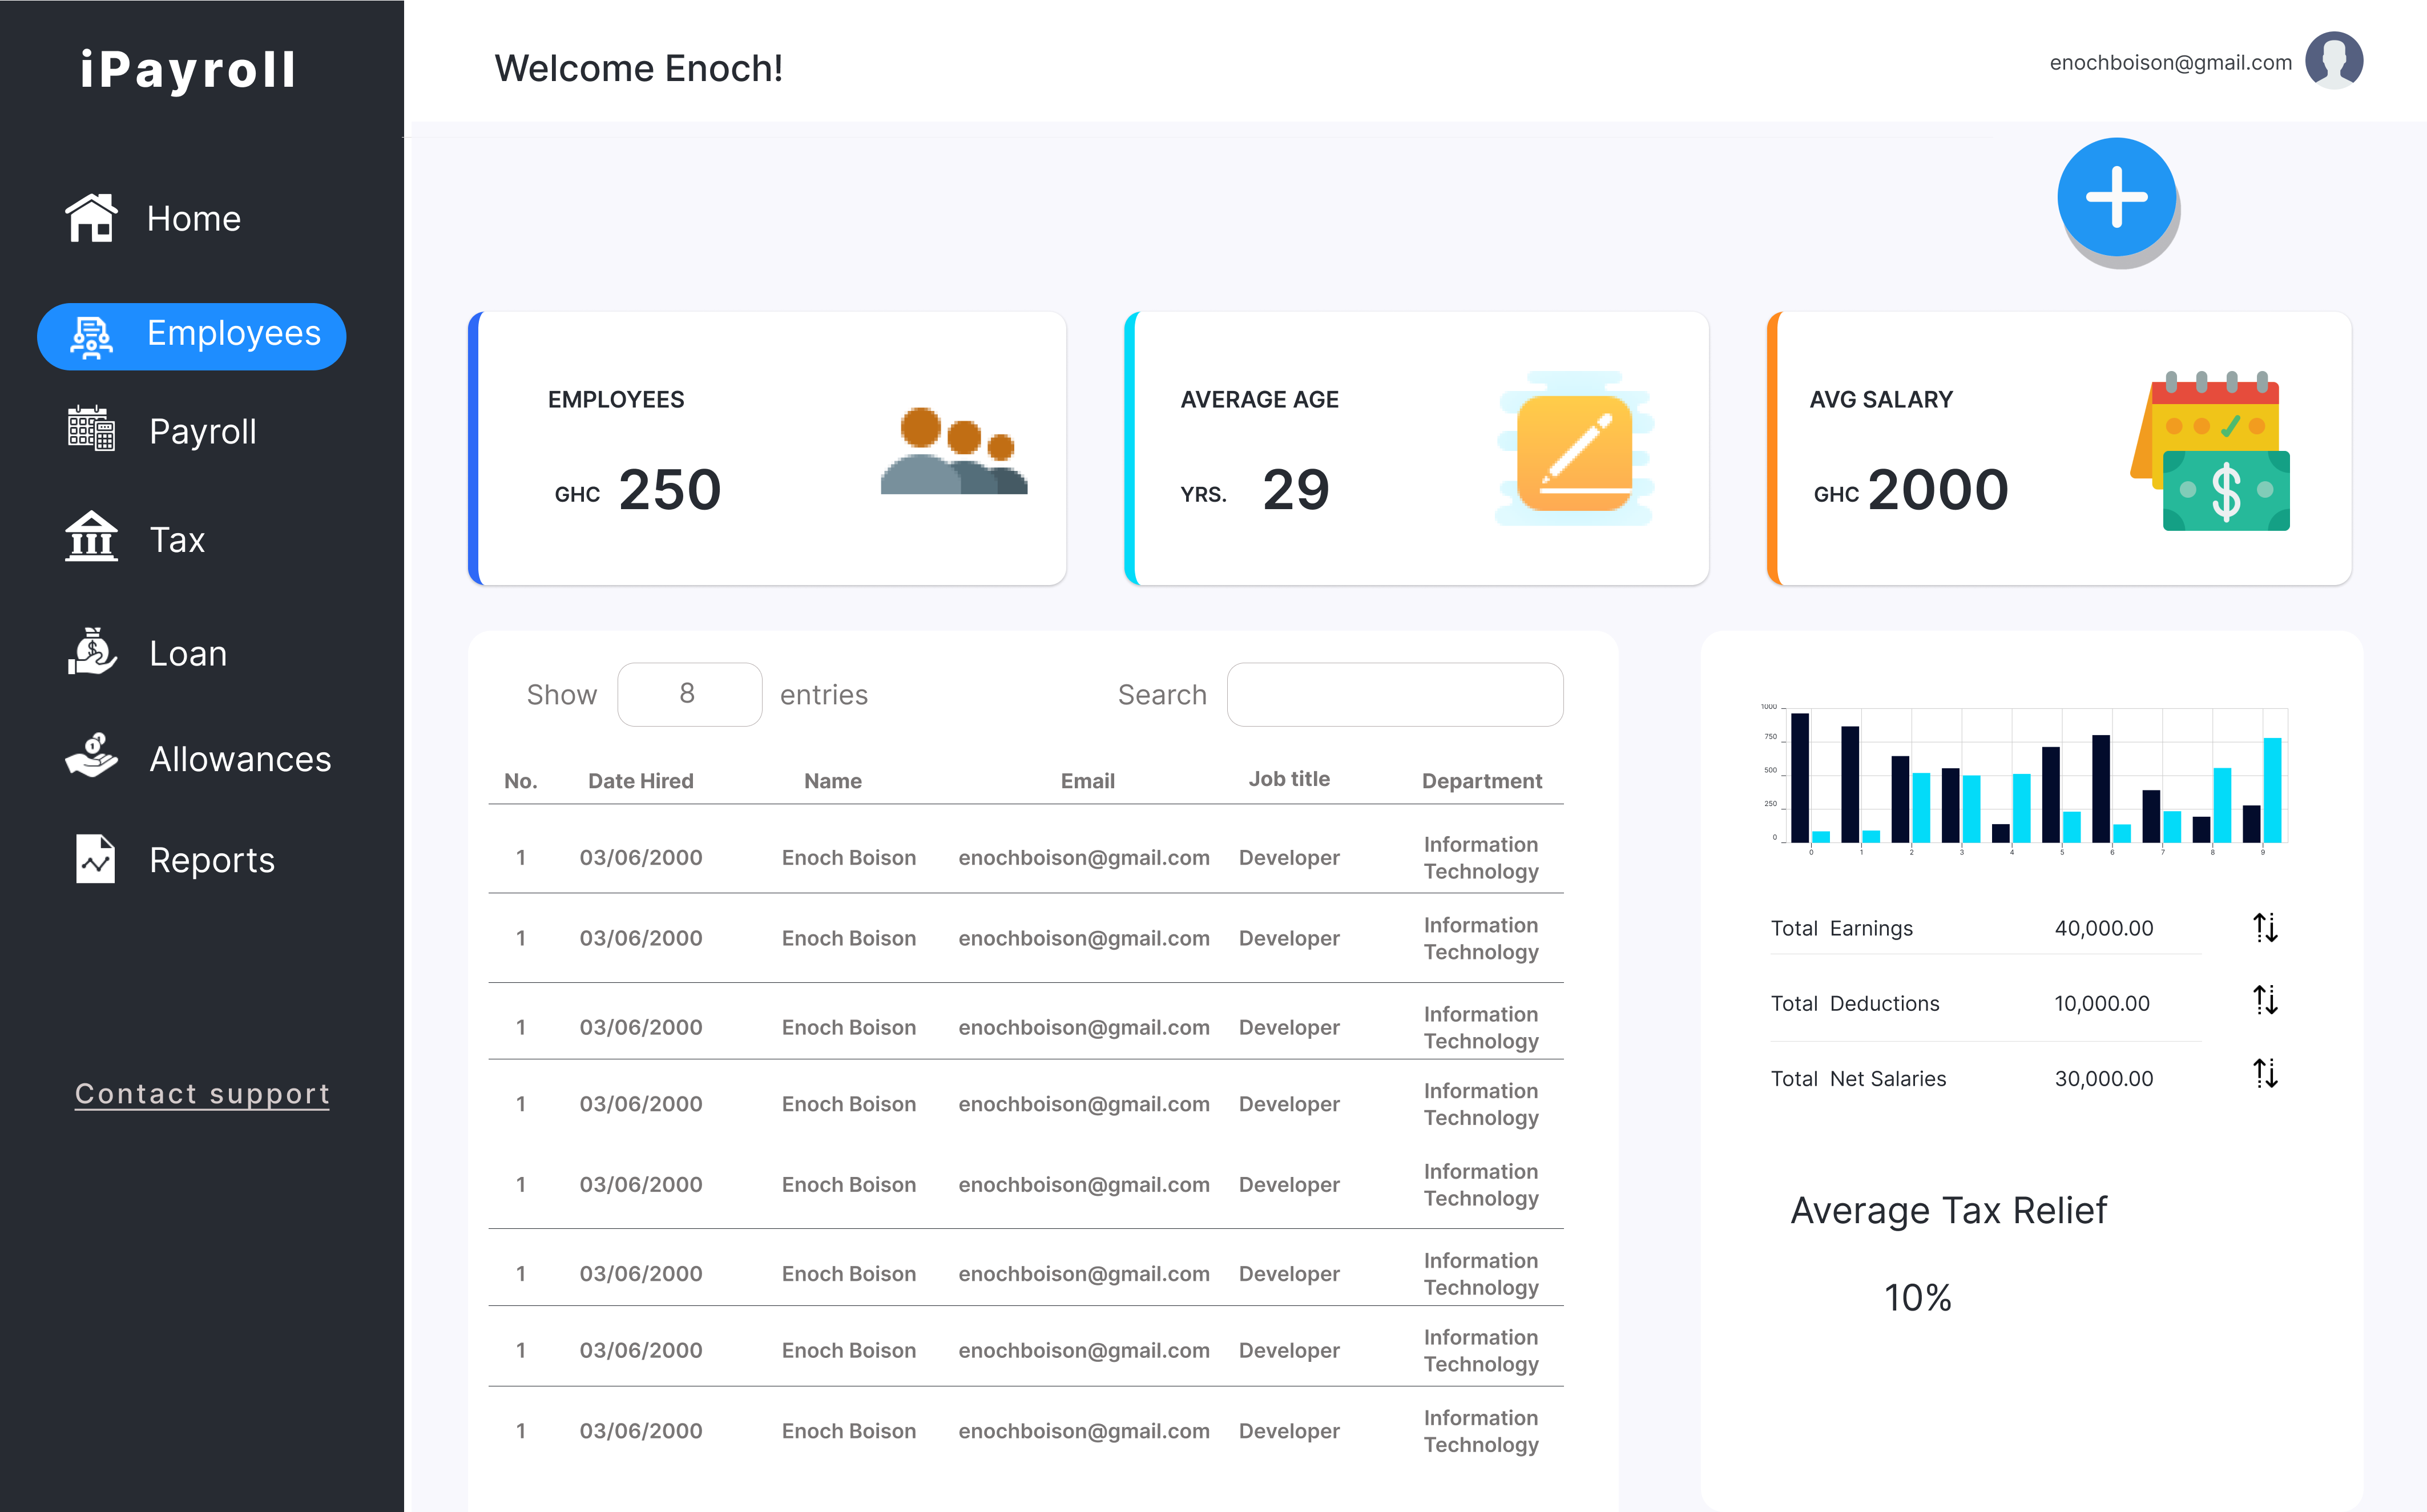 iPayroll
Welcome Enoch!
enochboison@gmail.com
Home
Employees
Payroll
Tax
Loan
Allowances
Reports
Contact support
EMPLOYEES
GHC 250
AVERAGE AGE
YRS. 29
AVG SALARY
GHC 2000
Show 8 entries
Search
No. Date Hired Name Email Job title Department
1 03/06/2000 Enoch Boison enochboison@gmail.com Developer Information
Technology
1 03/06/2000 Enoch Boison enochboison@gmail.com Developer Information
Technology
1 03/06/2000 Enoch Boison enochboison@gmail.com Developer Information
Technology
1 03/06/2000 Enoch Boison enochboison@gmail.com Developer Information
Technology
1 03/06/2000 Enoch Boison enochboison@gmail.com Developer Information
Technology
1 03/06/2000 Enoch Boison enochboison@gmail.com Developer Information
Technology
1 03/06/2000 Enoch Boison enochboison@gmail.com Developer Information
Technology
1 03/06/2000 Enoch Boison enochboison@gmail.com Developer Information
Technology
1000
750
500
250
0
0 1 2 3 4 5 6 7 8 9
Total Earnings 40,000.00
Total Deductions 10,000.00
Total Net Salaries 30,000.00
Average Tax Relief
10%